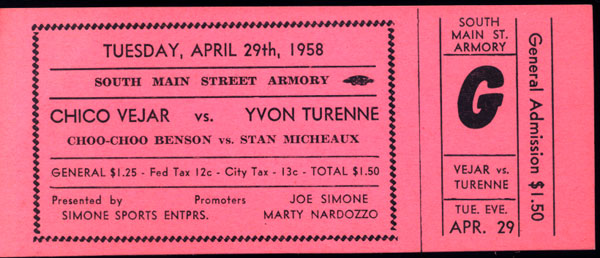 TUESDAY, APRIL 29th, 1958
SOUTH MAIN STREET ARMORY
CHICO VEJAR vs. YVON TURENNE
CHOO-CHOO BENSON vs. STAN MICHEAUX
GENERAL $1.25 - Fed Tax 12c - City Tax - 13c - TOTAL $1.50
Presented by Promoters JOE SIMONE
SIMONE SPORTS ENTPRS. MARTY NARDOZZO
SOUTH
MAIN ST.
ARMORY
G
VEJAR vs.
TURENNE
TUE. EVE.
APR. 29
General Admission $1.50